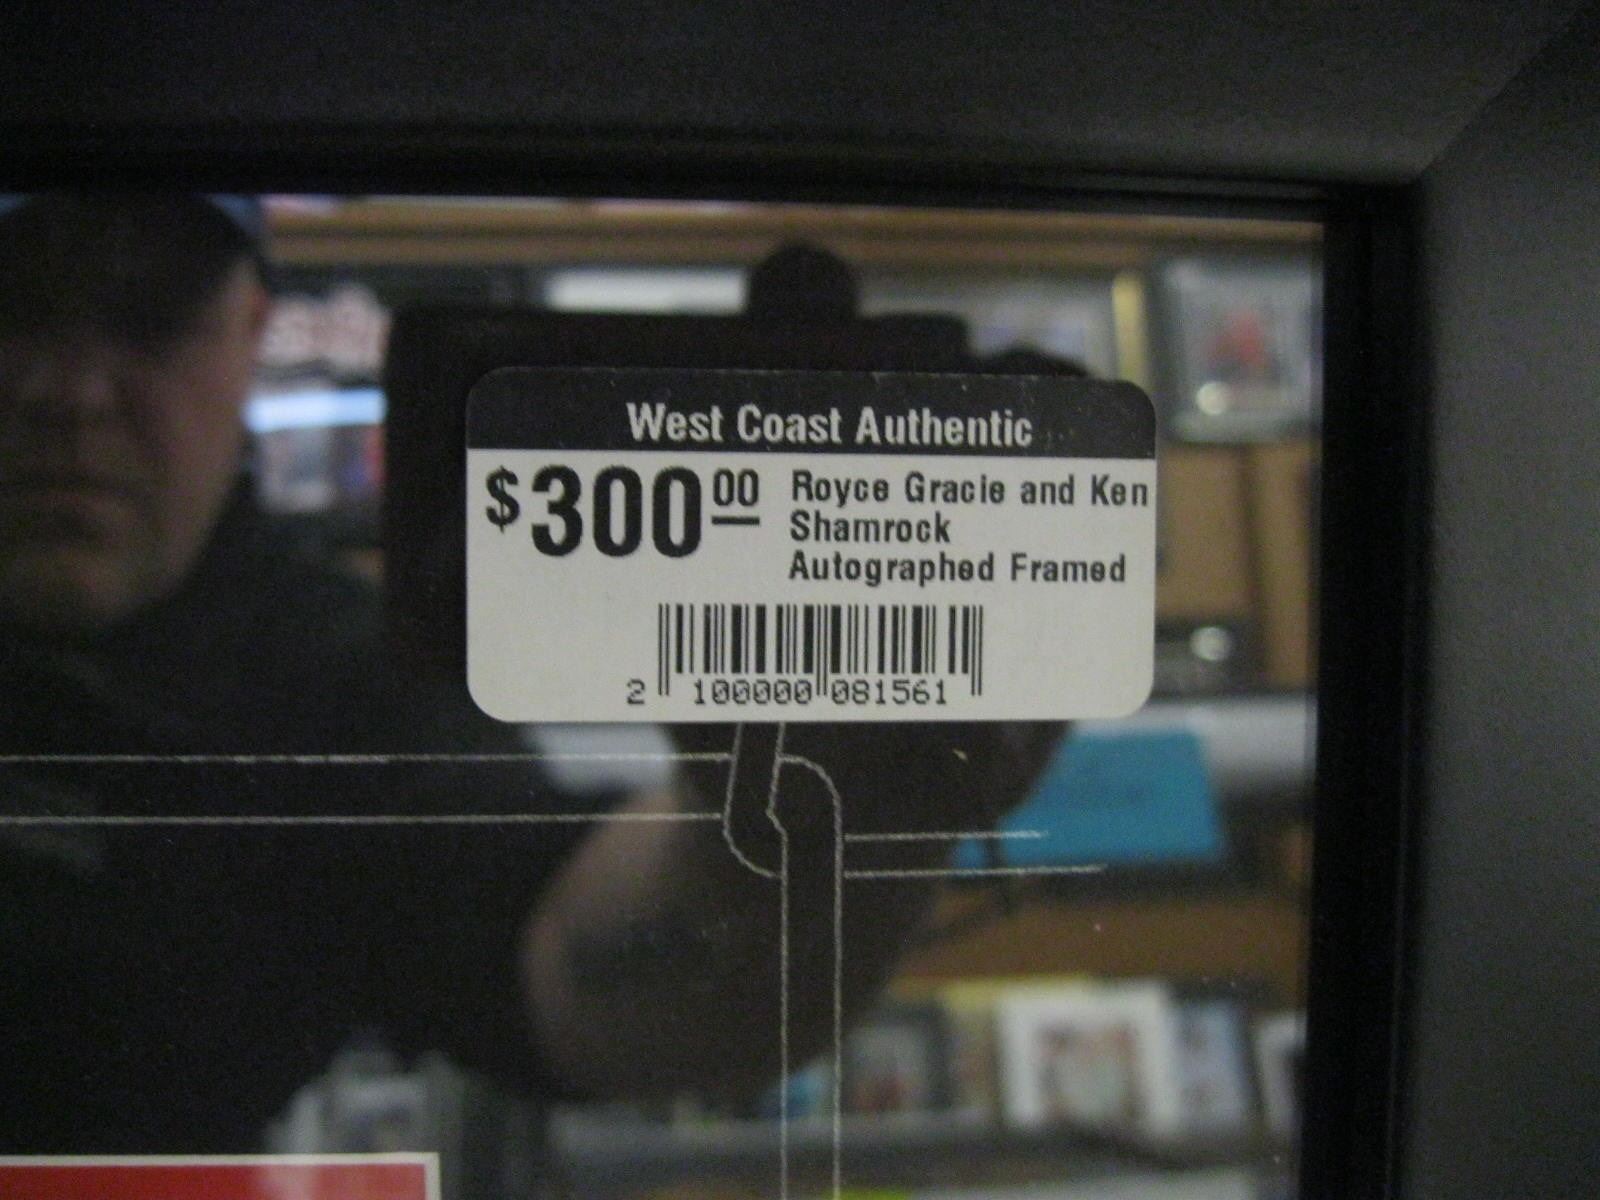 West Coast Authentic
$300.00 Royce Gracie and Ken
Shamrock
Autographed Framed
2 100000 081561